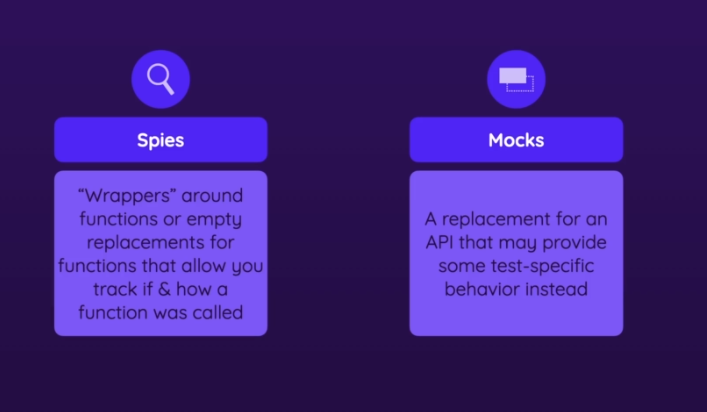 Spies
“Wrappers” around
functions or empty
replacements for
functions that allow you
track if & how a
function was called
Mocks
A replacement for an
API that may provide
some test-specific
behavior instead